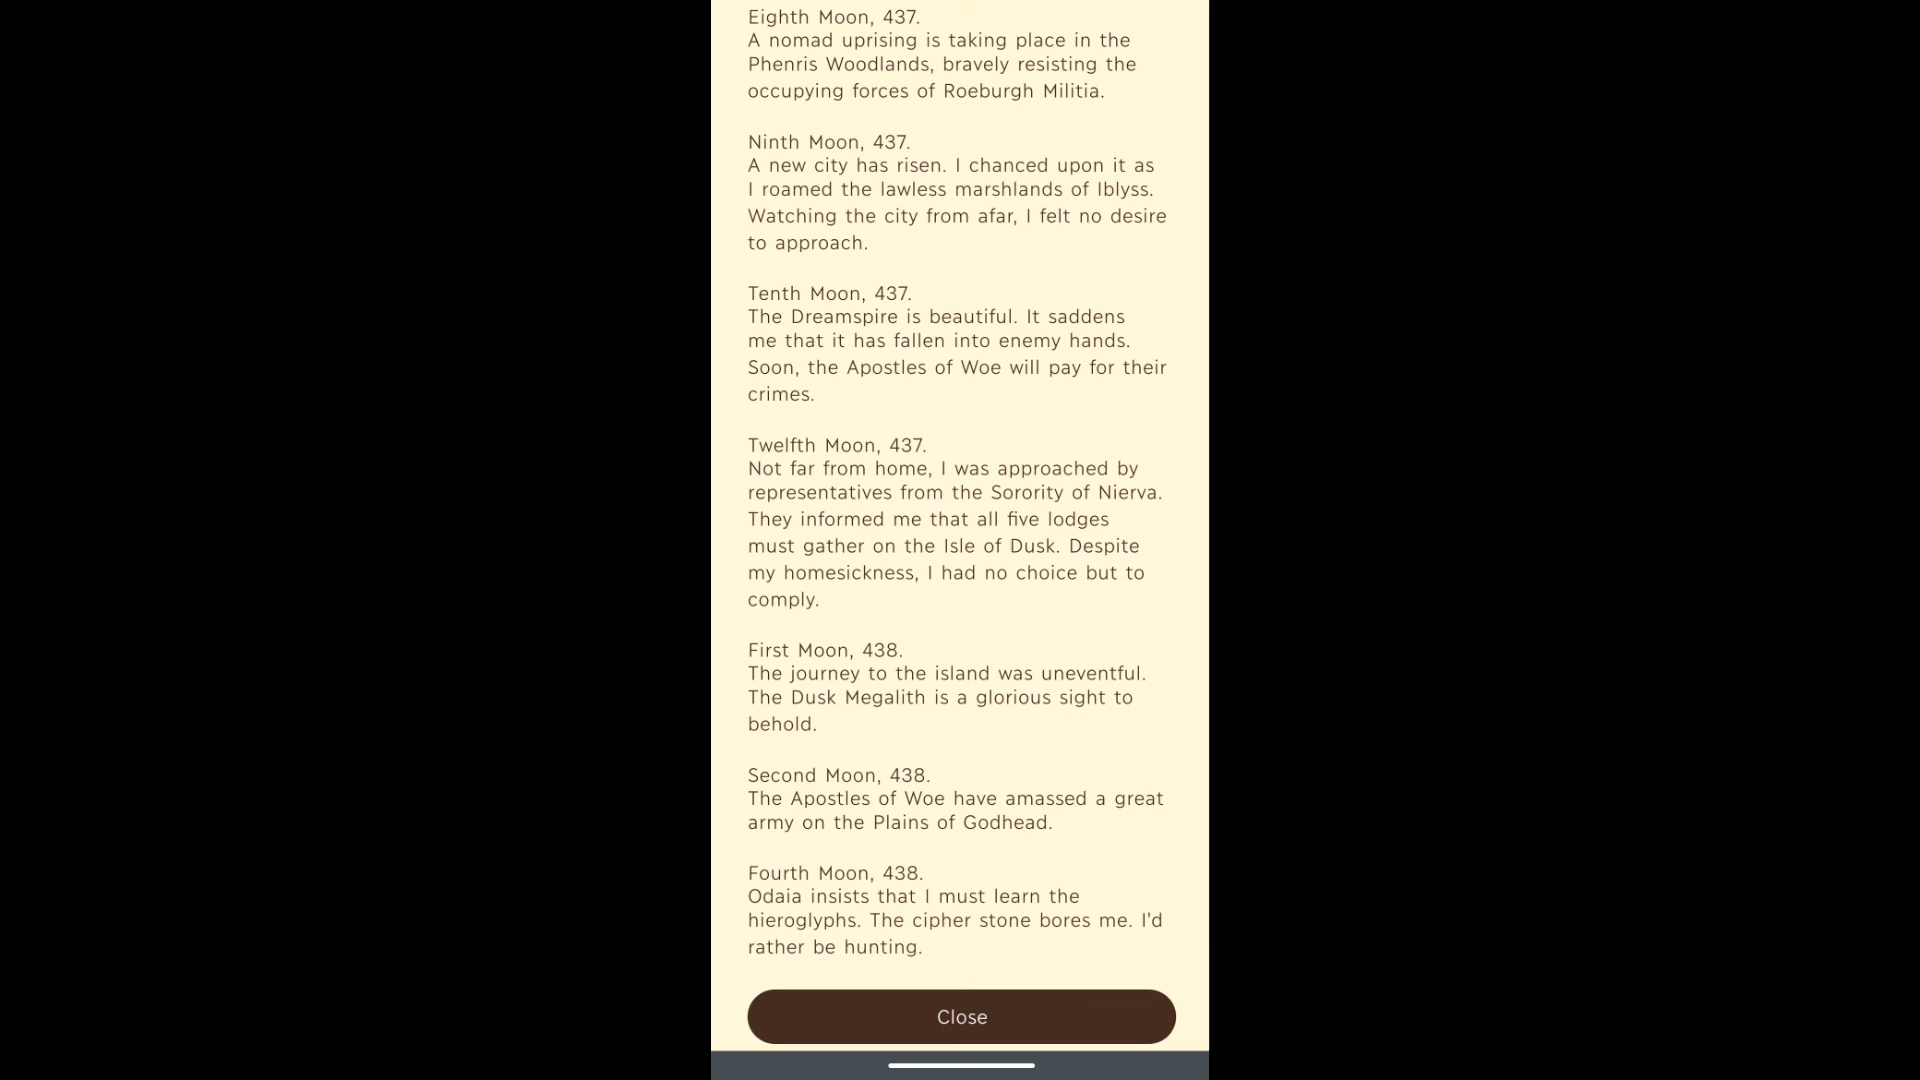 Eighth Moon, 437.
A nomad uprising is taking place in the
Phenris Woodlands, bravely resisting the
occupying forces of Roeburgh Militia.
Ninth Moon, 437.
A new city has risen. I chanced upon it as
I roamed the lawless marshlands of Iblyss.
Watching the city from afar, I felt no desire
to approach.
Tenth Moon, 437.
The Dreamspire is beautiful. It saddens
me that it has fallen into enemy hands.
Soon, the Apostles of Woe will pay for their
crimes.
Twelfth Moon, 437.
Not far from home, I was approached by
representatives from the Sorority of Nierva.
They informed me that all five lodges
must gather on the Isle of Dusk. Despite
my homesickness, I had no choice but to
comply.
First Moon, 438.
The journey to the island was uneventful.
The Dusk Megalith is a glorious sight to
behold.
Second Moon, 438.
The Apostles of Woe have amassed a great
army on the Plains of Godhead.
Fourth Moon, 438.
Odaia insists that I must learn the
hieroglyphs. The cipher stone bores me. I'd
rather be hunting.
Close